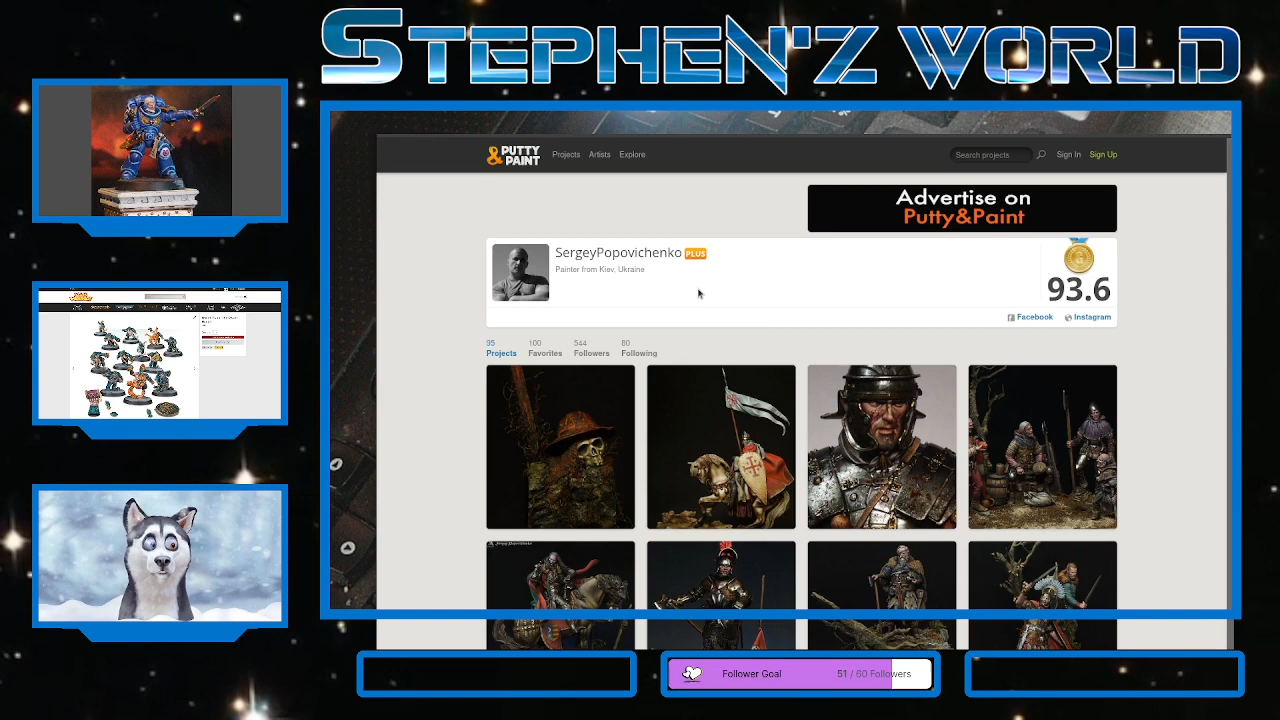 STEPHEN'Z WORLD
& PUTTY PAINT
Projects Artists Explore
Search projects
Sign In Sign Up
Advertise on
Putty&Paint
SergeyPopovichenko PLUS
Painter from Kiev, Ukraine
93.6
Facebook Instagram
95 100 544 80
Projects Favorites Followers Following
Sergey Popovichenko
Follower Goal 51 / 60 Followers